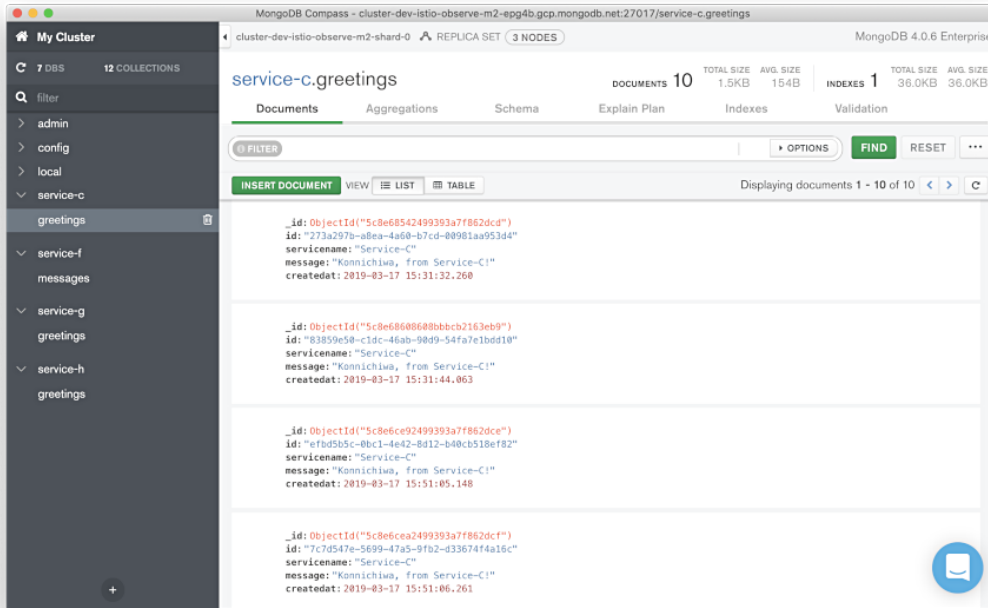 MongoDB Compass - cluster-dev-istio-observe-m2-epg4b.gcp.mongodb.net:27017/service-c.greetings
My Cluster
cluster-dev-istio-observe-m2-shard-0 REPLICA SET 3 NODES
MongoDB 4.0.6 Enterprise
7 DBS 12 COLLECTIONS
filter
admin
config
local
service-c
greetings
service-f
messages
service-g
greetings
service-h
greetings
+
service-c.greetings
DOCUMENTS 10 TOTAL SIZE 1.5KB AVG. SIZE 154B INDEXES 1 TOTAL SIZE 36.0KB AVG. SIZE 36.0KB
Documents Aggregations Schema Explain Plan Indexes Validation
FILTER OPTIONS FIND RESET ...
INSERT DOCUMENT VIEW LIST TABLE Displaying documents 1 - 10 of 10 < > C
_id: ObjectId("5c8e68542499393a7f862dcd")
id: "273a297b-a8ea-4a60-b7cd-00981aa953d4"
servicename: "Service-C"
message: "Konnichiwa, from Service-C!"
createdat: 2019-03-17 15:31:32.260
_id: ObjectId("5c8e68608608bbbcb2163eb9")
id: "83859e50-c1dc-46ab-90d9-54fa7e1bdd10"
servicename: "Service-C"
message: "Konnichiwa, from Service-C!"
createdat: 2019-03-17 15:31:44.063
_id: ObjectId("5c8e6ce92499393a7f862dce")
id: "efbd5b5c-0bc1-4e42-8d12-b40cb518ef82"
servicename: "Service-C"
message: "Konnichiwa, from Service-C!"
createdat: 2019-03-17 15:51:05.148
_id: ObjectId("5c8e6cea2499393a7f862dcf")
id: "7c7d547e-5699-47a5-9fb2-d33674f4a16c"
servicename: "Service-C"
message: "Konnichiwa, from Service-C!"
createdat: 2019-03-17 15:51:06.261